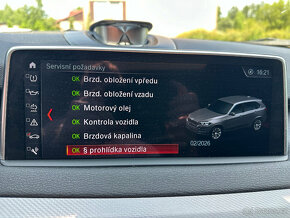 Servisní požadavky
16:21
OK Brzd. obložení vpředu
OK Brzd. obložení vzadu
OK Motorový olej
OK Kontrola vozidla
OK Brzdová kapalina
OK § prohlídka vozidla
02/2026